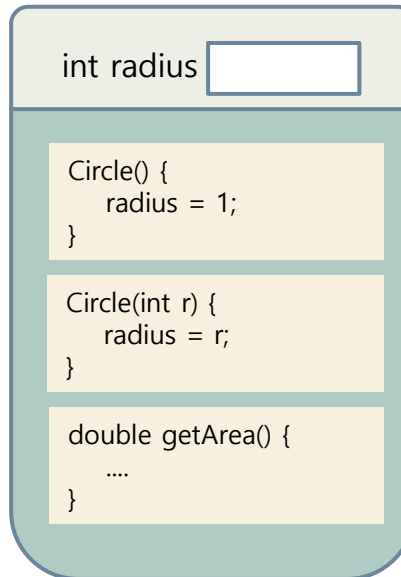 int radius
Circle() {
radius = 1;
}
Circle(int r) {
radius = r;
}
double getArea() {
....
}